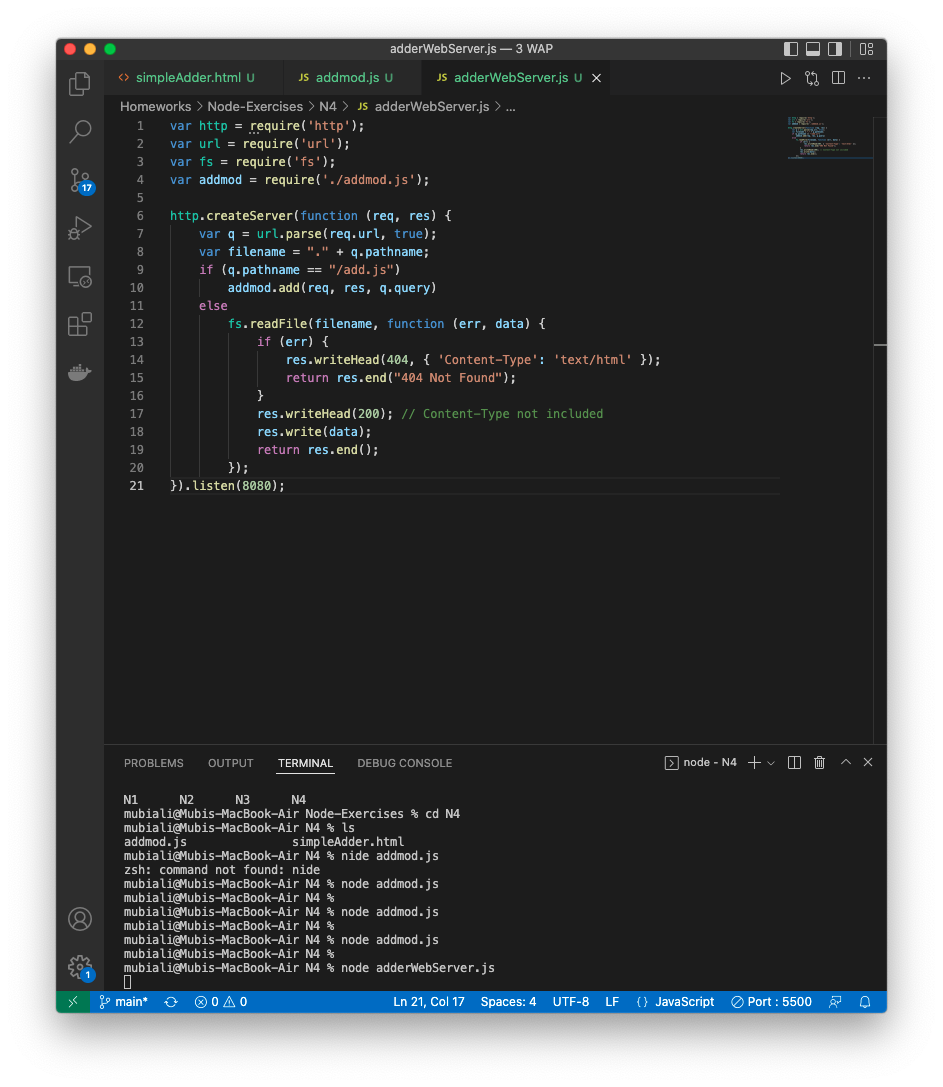 adderWebServer.js — 3 WAP
<> simpleAdder.html U JS addmod.js U JS adderWebServer.js U
Homeworks > Node-Exercises > N4 > JS adderWebServer.js > ...
1 var http = require('http');
2 var url = require('url');
3 var fs = require('fs');
4 var addmod = require('./addmod.js');
5
6 http.createServer(function (req, res) {
7 var q = url.parse(req.url, true);
8 var filename = "." + q.pathname;
9 if (q.pathname == "/add.js")
10 addmod.add(req, res, q.query)
11 else
12 fs.readFile(filename, function (err, data) {
13 if (err) {
14 res.writeHead(404, { 'Content-Type': 'text/html' });
15 return res.end("404 Not Found");
16 }
17 res.writeHead(200); // Content-Type not included
18 res.write(data);
19 return res.end();
20 });
21 }).listen(8080);
17
PROBLEMS OUTPUT TERMINAL DEBUG CONSOLE node - N4
N1 N2 N3 N4
mubiali@Mubis-MacBook-Air Node-Exercises % cd N4
mubiali@Mubis-MacBook-Air N4 % ls
addmod.js simpleAdder.html
mubiali@Mubis-MacBook-Air N4 % nide addmod.js
zsh: command not found: nide
mubiali@Mubis-MacBook-Air N4 % node addmod.js
mubiali@Mubis-MacBook-Air N4 %
mubiali@Mubis-MacBook-Air N4 % node addmod.js
mubiali@Mubis-MacBook-Air N4 %
mubiali@Mubis-MacBook-Air N4 % node addmod.js
mubiali@Mubis-MacBook-Air N4 %
mubiali@Mubis-MacBook-Air N4 % node adderWebServer.js
1
main* 0 0 Ln 21, Col 17 Spaces: 4 UTF-8 LF {} JavaScript Port : 5500